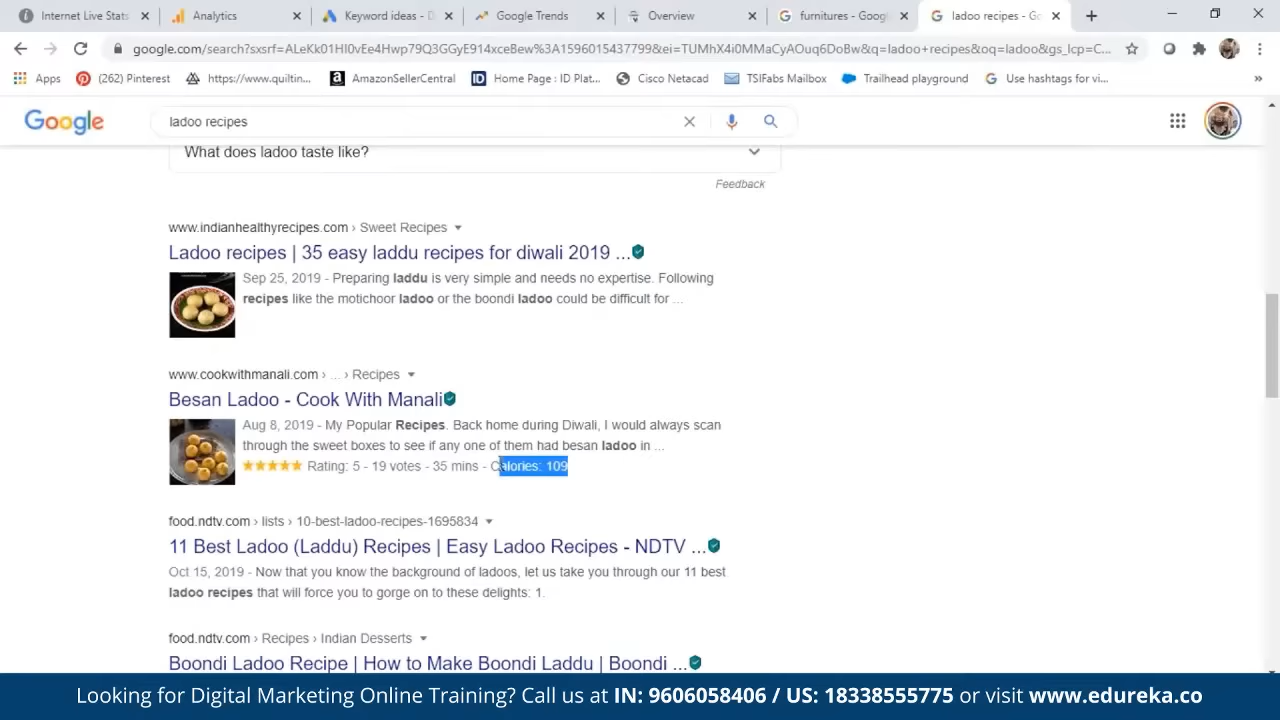 Internet Live Stats
Analytics
Keyword ideas - D
Google Trends
Overview
furnitures - Goog
ladoo recipes - Go
google.com/search?sxsrf=ALeKk01HI0vEe4Hwp79Q3GGyE914xceBew%3A1596015437799&ei=TUMhX4i0MMaCyAOuq6DoBw&q=ladoo+recipes&oq=ladoo&gs_lcp=C...
Apps
(262) Pinterest
https://www.quiltin...
AmazonSellerCentral
Home Page : ID Plat...
Cisco Netacad
TSIFabs Mailbox
Trailhead playground
Use hashtags for vi...
»
Google
ladoo recipes
What does ladoo taste like?
Feedback
www.indianhealthyrecipes.com › Sweet Recipes
Ladoo recipes | 35 easy laddu recipes for diwali 2019 ...
Sep 25, 2019 - Preparing laddu is very simple and needs no expertise. Following
recipes like the motichoor ladoo or the boondi ladoo could be difficult for ...
www.cookwithmanali.com › ... › Recipes
Besan Ladoo - Cook With Manali
Aug 8, 2019 - My Popular Recipes. Back home during Diwali, I would always scan
through the sweet boxes to see if any one of them had besan ladoo in ...
Rating: 5 - 19 votes - 35 mins - Calories: 109
food.ndtv.com › lists › 10-best-ladoo-recipes-1695834
11 Best Ladoo (Laddu) Recipes | Easy Ladoo Recipes - NDTV ...
Oct 15, 2019 - Now that you know the background of ladoos, let us take you through our 11 best
ladoo recipes that will force you to gorge on to these delights: 1.
food.ndtv.com › Recipes › Indian Desserts
Boondi Ladoo Recipe | How to Make Boondi Laddu | Boondi ...
Looking for Digital Marketing Online Training? Call us at IN: 9606058406 / US: 18338555775 or visit www.edureka.co